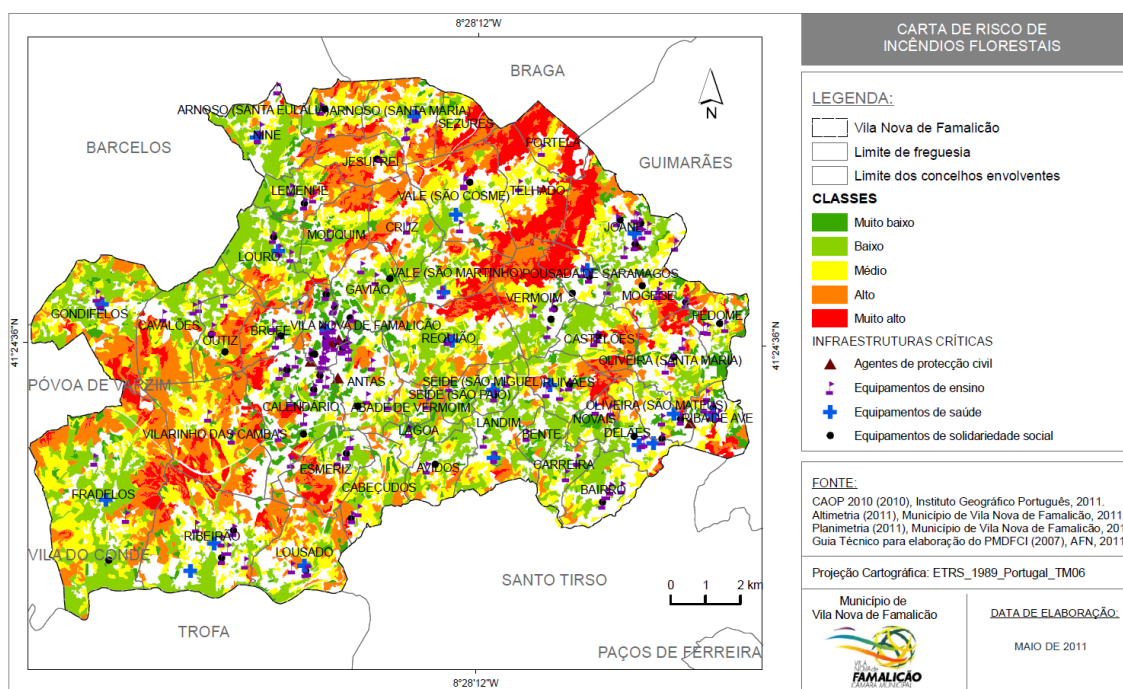 8°28'12"W
BRAGA
BARCELOS
GUIMARÃES
PÓVOA DE VARZIM
VILA DO CONDE
TROFA
SANTO TIRSO
PAÇOS DE FERREIRA
N
41°24'36"N
41°24'36"N
ARNOSO (SANTA EULÁLIA)
ARNOSO (SANTA MARIA)
SEZURES
NINE
PORTELA
JESUFREI
LEMENHE
TELHADO
VALE (SÃO COSME)
MOUQUIM
CRUZ
JOANE
LOURO
VALE (SÃO MARTINHO)
POUSADA DE SARAMAGOS
GAVIÃO
VERMOIM
MOGEGE
GONDIFELOS
CAVALÕES
FEDOME
BRUFE
VILA NOVA DE FAMALICÃO
OUTIZ
REQUIÃO
CASTELÕES
OLIVEIRA (SANTA MARIA)
ANTAS
SEIDE (SÃO MIGUEL)
RUIVÃES
SEIDE (SÃO PAIO)
CALENDÁRIO
ABADE DE VERMOIM
OLIVEIRA (SÃO MATEUS)
RIBA DE AVE
NOVAIS
LANDIM
VILARINHO DAS CAMBAS
LAGOA
BENTE
DELÃES
ESMERIZ
AVIDOS
CARREIRA
CABEÇUDOS
BAIRRO
FRADELOS
RIBEIRÃO
LOUSADO
0 1 2 km
8°28'12"W
CARTA DE RISCO DE
INCÊNDIOS FLORESTAIS
LEGENDA:
Vila Nova de Famalicão
Limite de freguesia
Limite dos concelhos envolventes
CLASSES
Muito baixo
Baixo
Médio
Alto
Muito alto
INFRAESTRUTURAS CRÍTICAS
Agentes de protecção civil
Equipamentos de ensino
Equipamentos de saúde
Equipamentos de solidariedade social
FONTE:
CAOP 2010 (2010), Instituto Geográfico Português, 2011.
Altimetria (2011), Município de Vila Nova de Famalicão, 2011
Planimetria (2011), Município de Vila Nova de Famalicão, 201
Guia Técnico para elaboração do PMDFCI (2007), AFN, 2011
Projeção Cartográfica: ETRS_1989_Portugal_TM06
Município de
Vila Nova de Famalicão
VILA
NOVA de
FAMALICÃO
CÂMARA MUNICIPAL
DATA DE ELABORAÇÃO:
MAIO DE 2011